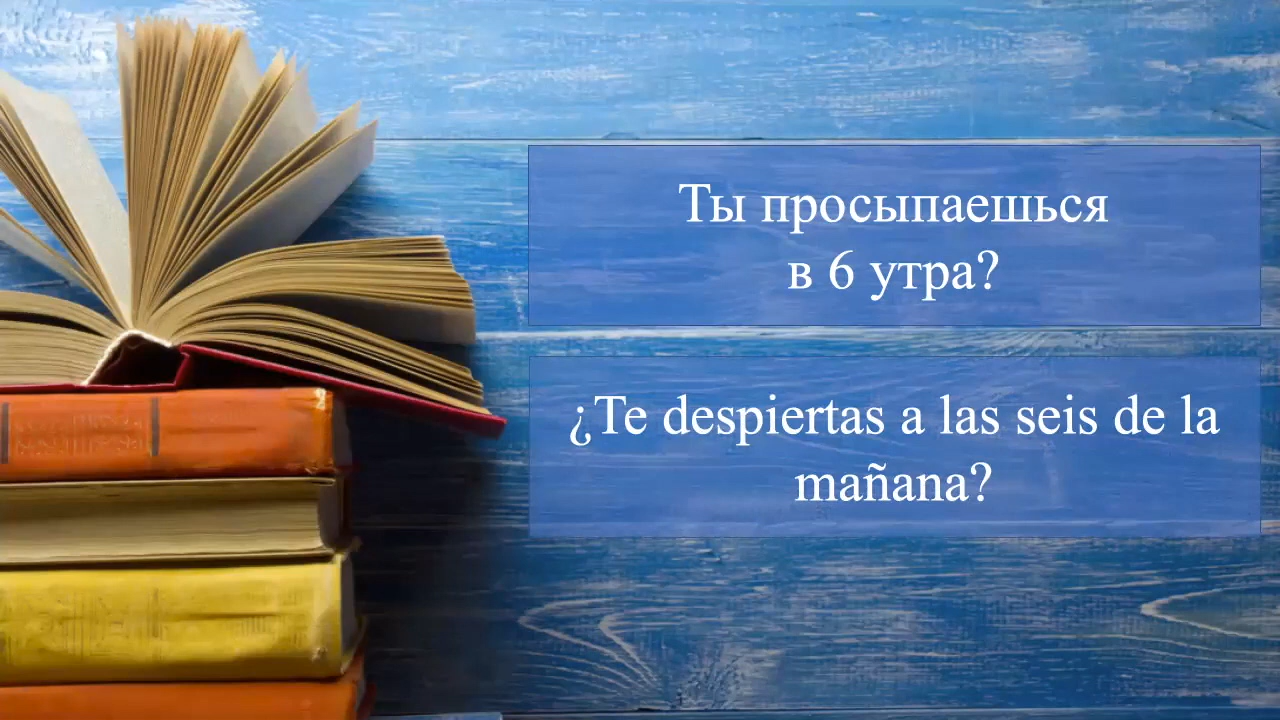 Ты просыпаешься
в 6 утра?
¿Te despiertas a las seis de la
mañana?